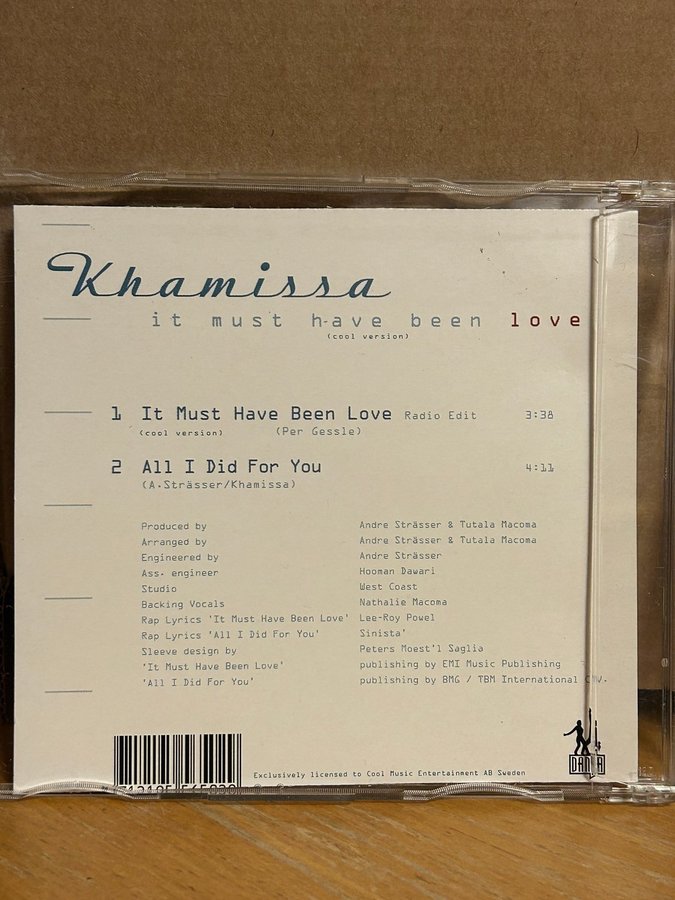 Khamissa
it must have been love
(cool version)
1 It Must Have Been Love Radio Edit 3:38
(cool version) (Per Gessle)
2 All I Did For You 4:11
(A.Strässer/Khamissa)
Produced by Andre Strässer & Tutala Macoma
Arranged by Andre Strässer & Tutala Macoma
Engineered by Andre Strässer
Ass. engineer Hooman Dawari
Studio West Coast
Backing Vocals Nathalie Macoma
Rap Lyrics 'It Must Have Been Love' Lee-Roy Powel
Rap Lyrics 'All I Did For You' Sinista'
Sleeve design by Peters Moest'l Saglia
'It Must Have Been Love' publishing by EMI Music Publishing
'All I Did For You' publishing by BMG / TBM International
Exclusively licensed to Cool Music Entertainment AB Sweden